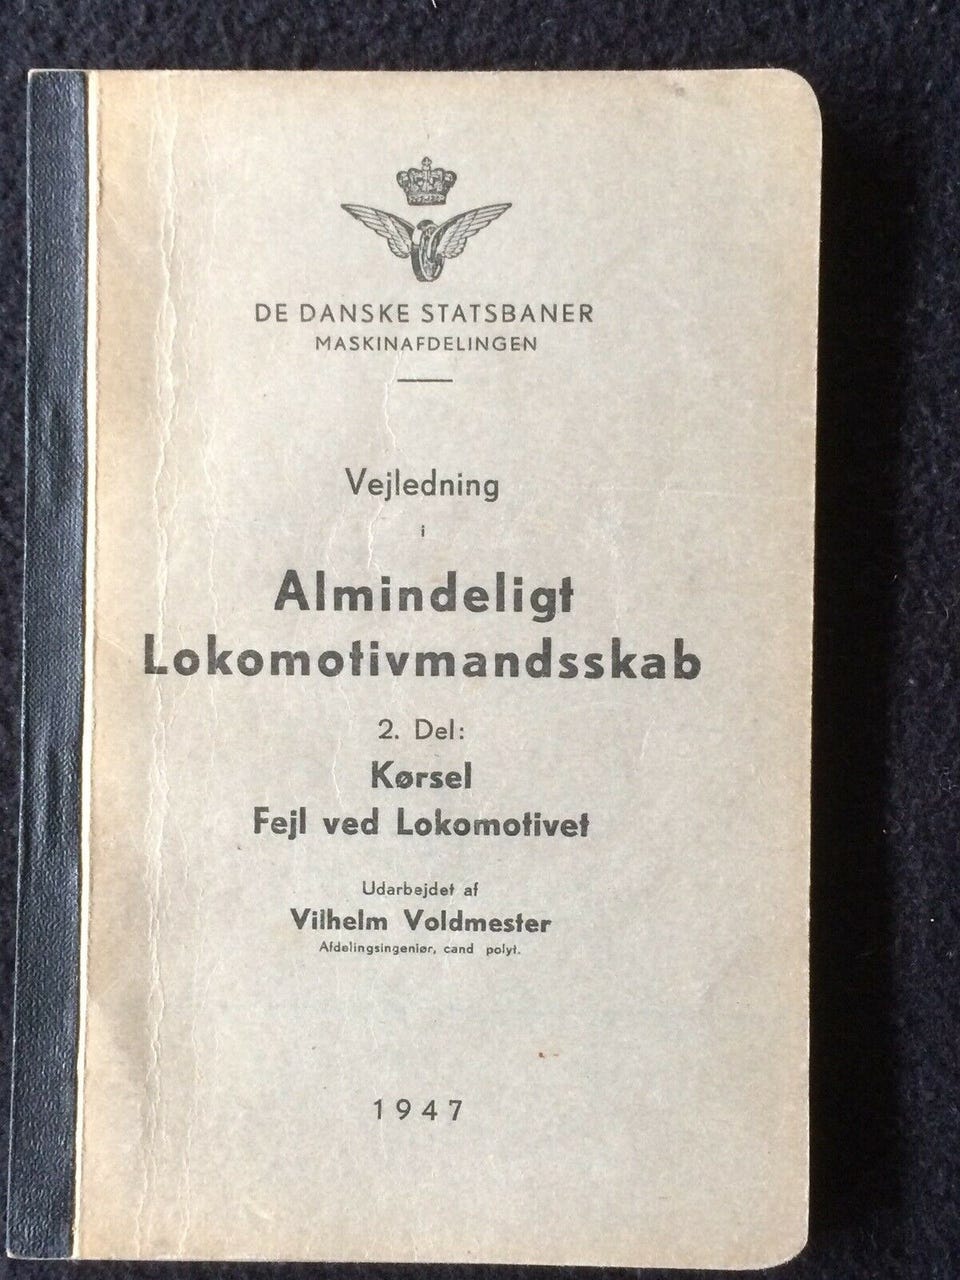 DE DANSKE STATSBANER
MASKINAFDELINGEN
Vejledning
i
Almindeligt
Lokomotivmandsskab
2. Del:
Kørsel
Fejl ved Lokomotivet
Udarbejdet af
Vilhelm Voldmester
Afdelingsingeniør, cand polyt.
1947